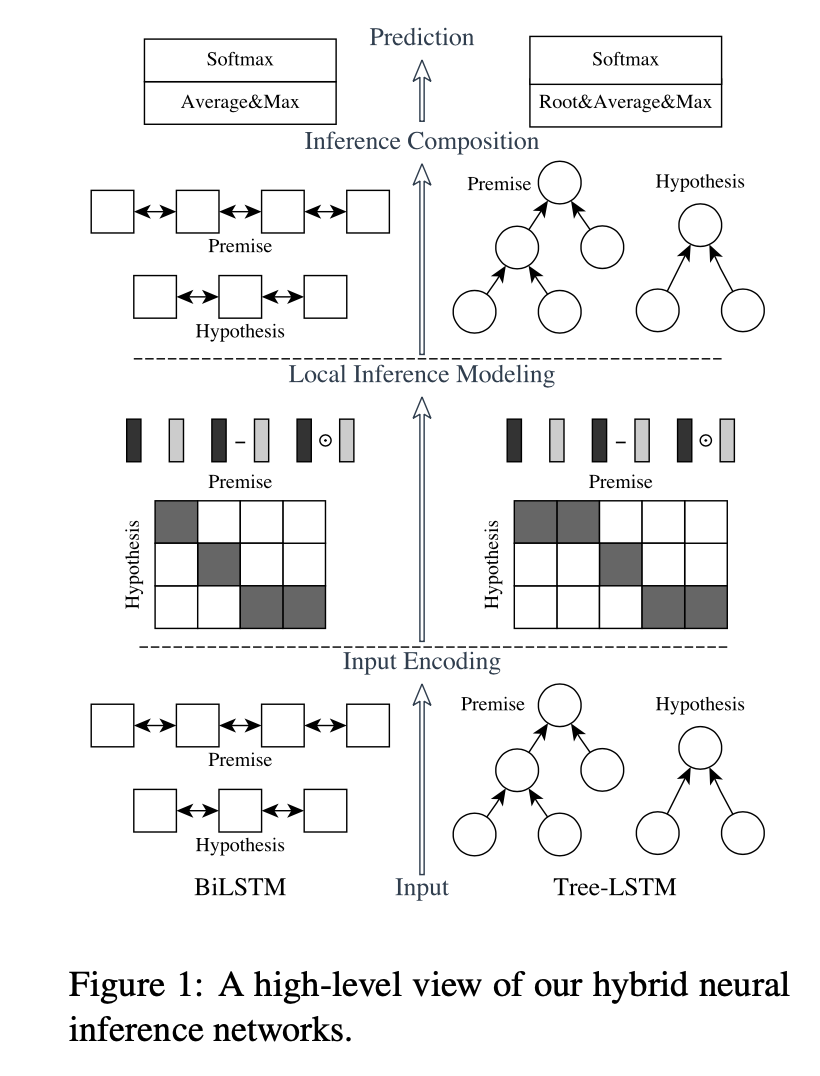 Prediction
Softmax
Average&Max
Softmax
Root&Average&Max
Inference Composition
Premise
Hypothesis
Premise
Hypothesis
Local Inference Modeling
−
⊙
−
⊙
Premise
Hypothesis
Premise
Hypothesis
Input Encoding
Premise
Hypothesis
Premise
Hypothesis
BiLSTM
Input
Tree-LSTM
Figure 1: A high-level view of our hybrid neural
inference networks.